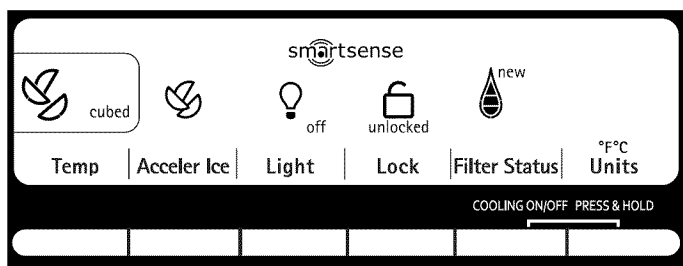 smartsense
new
cubed
off
unlocked
°F°C
Temp Acceler Ice Light Lock Filter Status Units
COOLING ON/OFF PRESS & HOLD